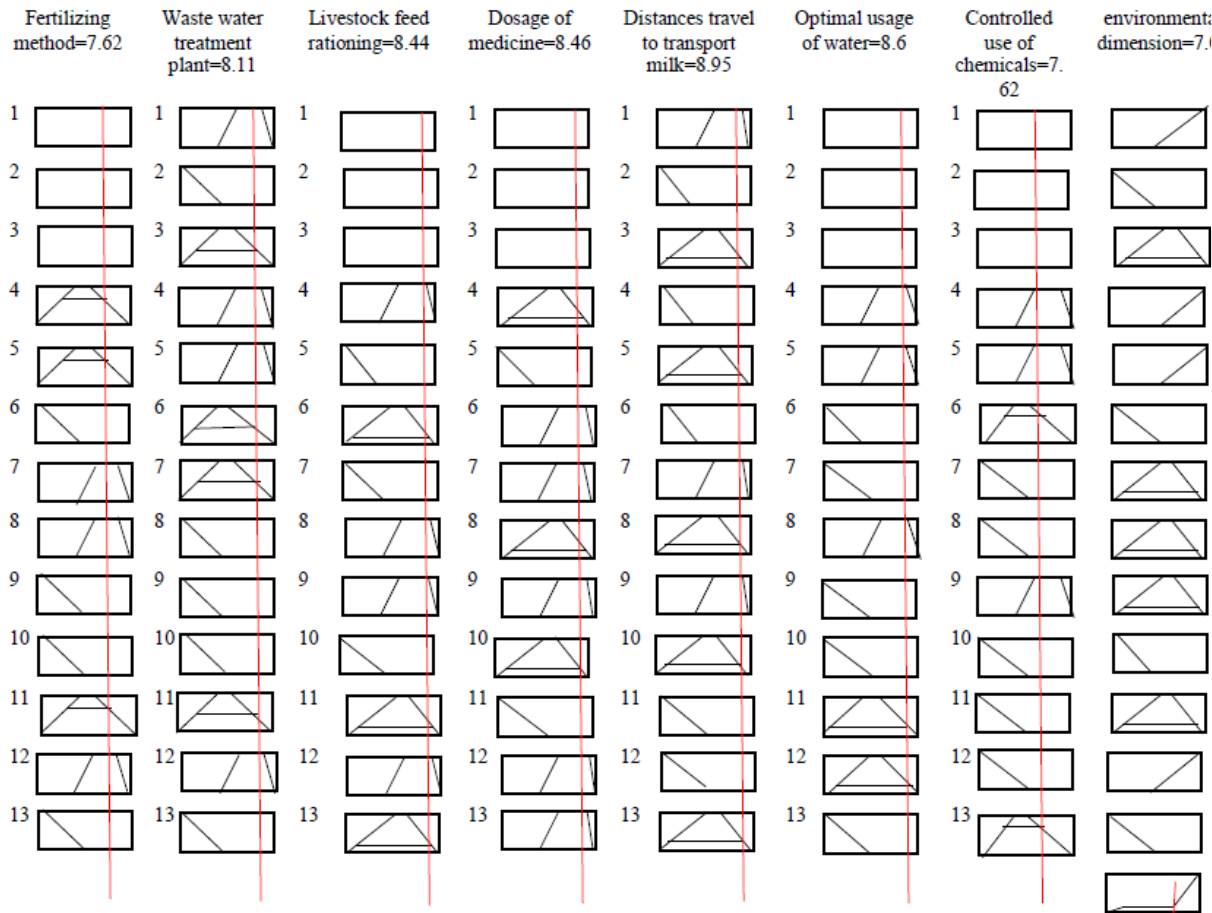 Fertilizing
method=7.62
Waste water
treatment
plant=8.11
Livestock feed
rationing=8.44
Dosage of
medicine=8.46
Distances travel
to transport
milk=8.95
Optimal usage
of water=8.6
Controlled
use of
chemicals=7.
62
environmenta
dimension=7.
1 1 1 1 1 1 1
2 2 2 2 2 2 2
3 3 3 3 3 3 3
4 4 4 4 4 4 4
5 5 5 5 5 5 5
6 6 6 6 6 6 6
7 7 7 7 7 7 7
8 8 8 8 8 8 8
9 9 9 9 9 9 9
10 10 10 10 10 10 10
11 11 11 11 11 11 11
12 12 12 12 12 12 12
13 13 13 13 13 13 13